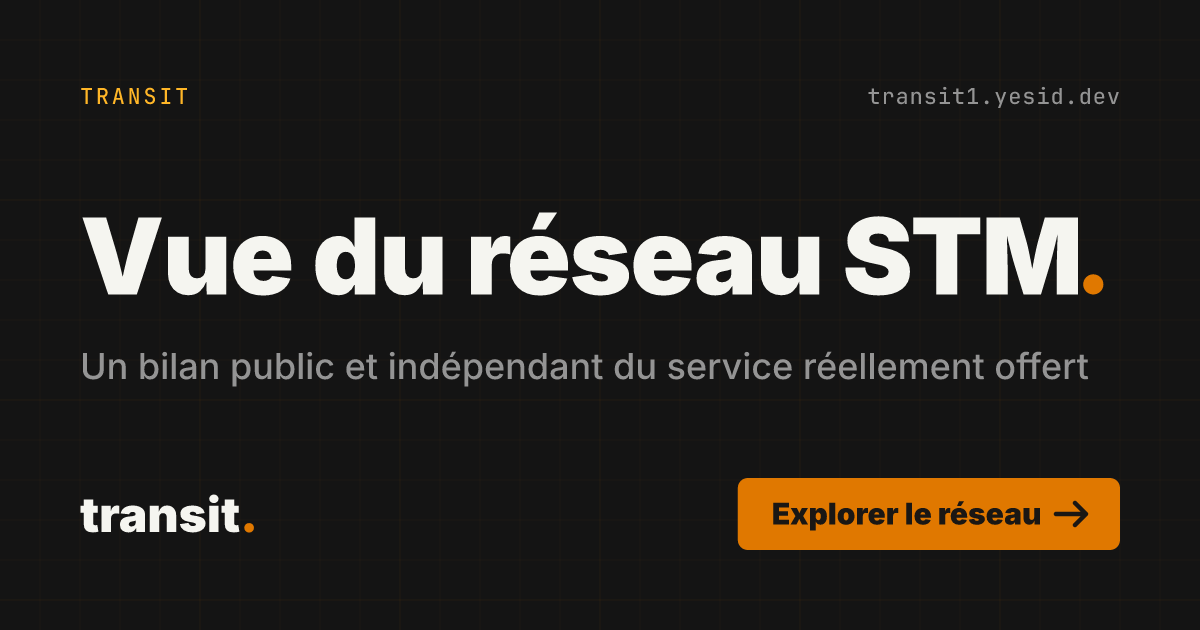 TRANSIT
transit1.yesid.dev
Vue du réseau STM.
Un bilan public et indépendant du service réellement offert
transit.
Explorer le réseau →